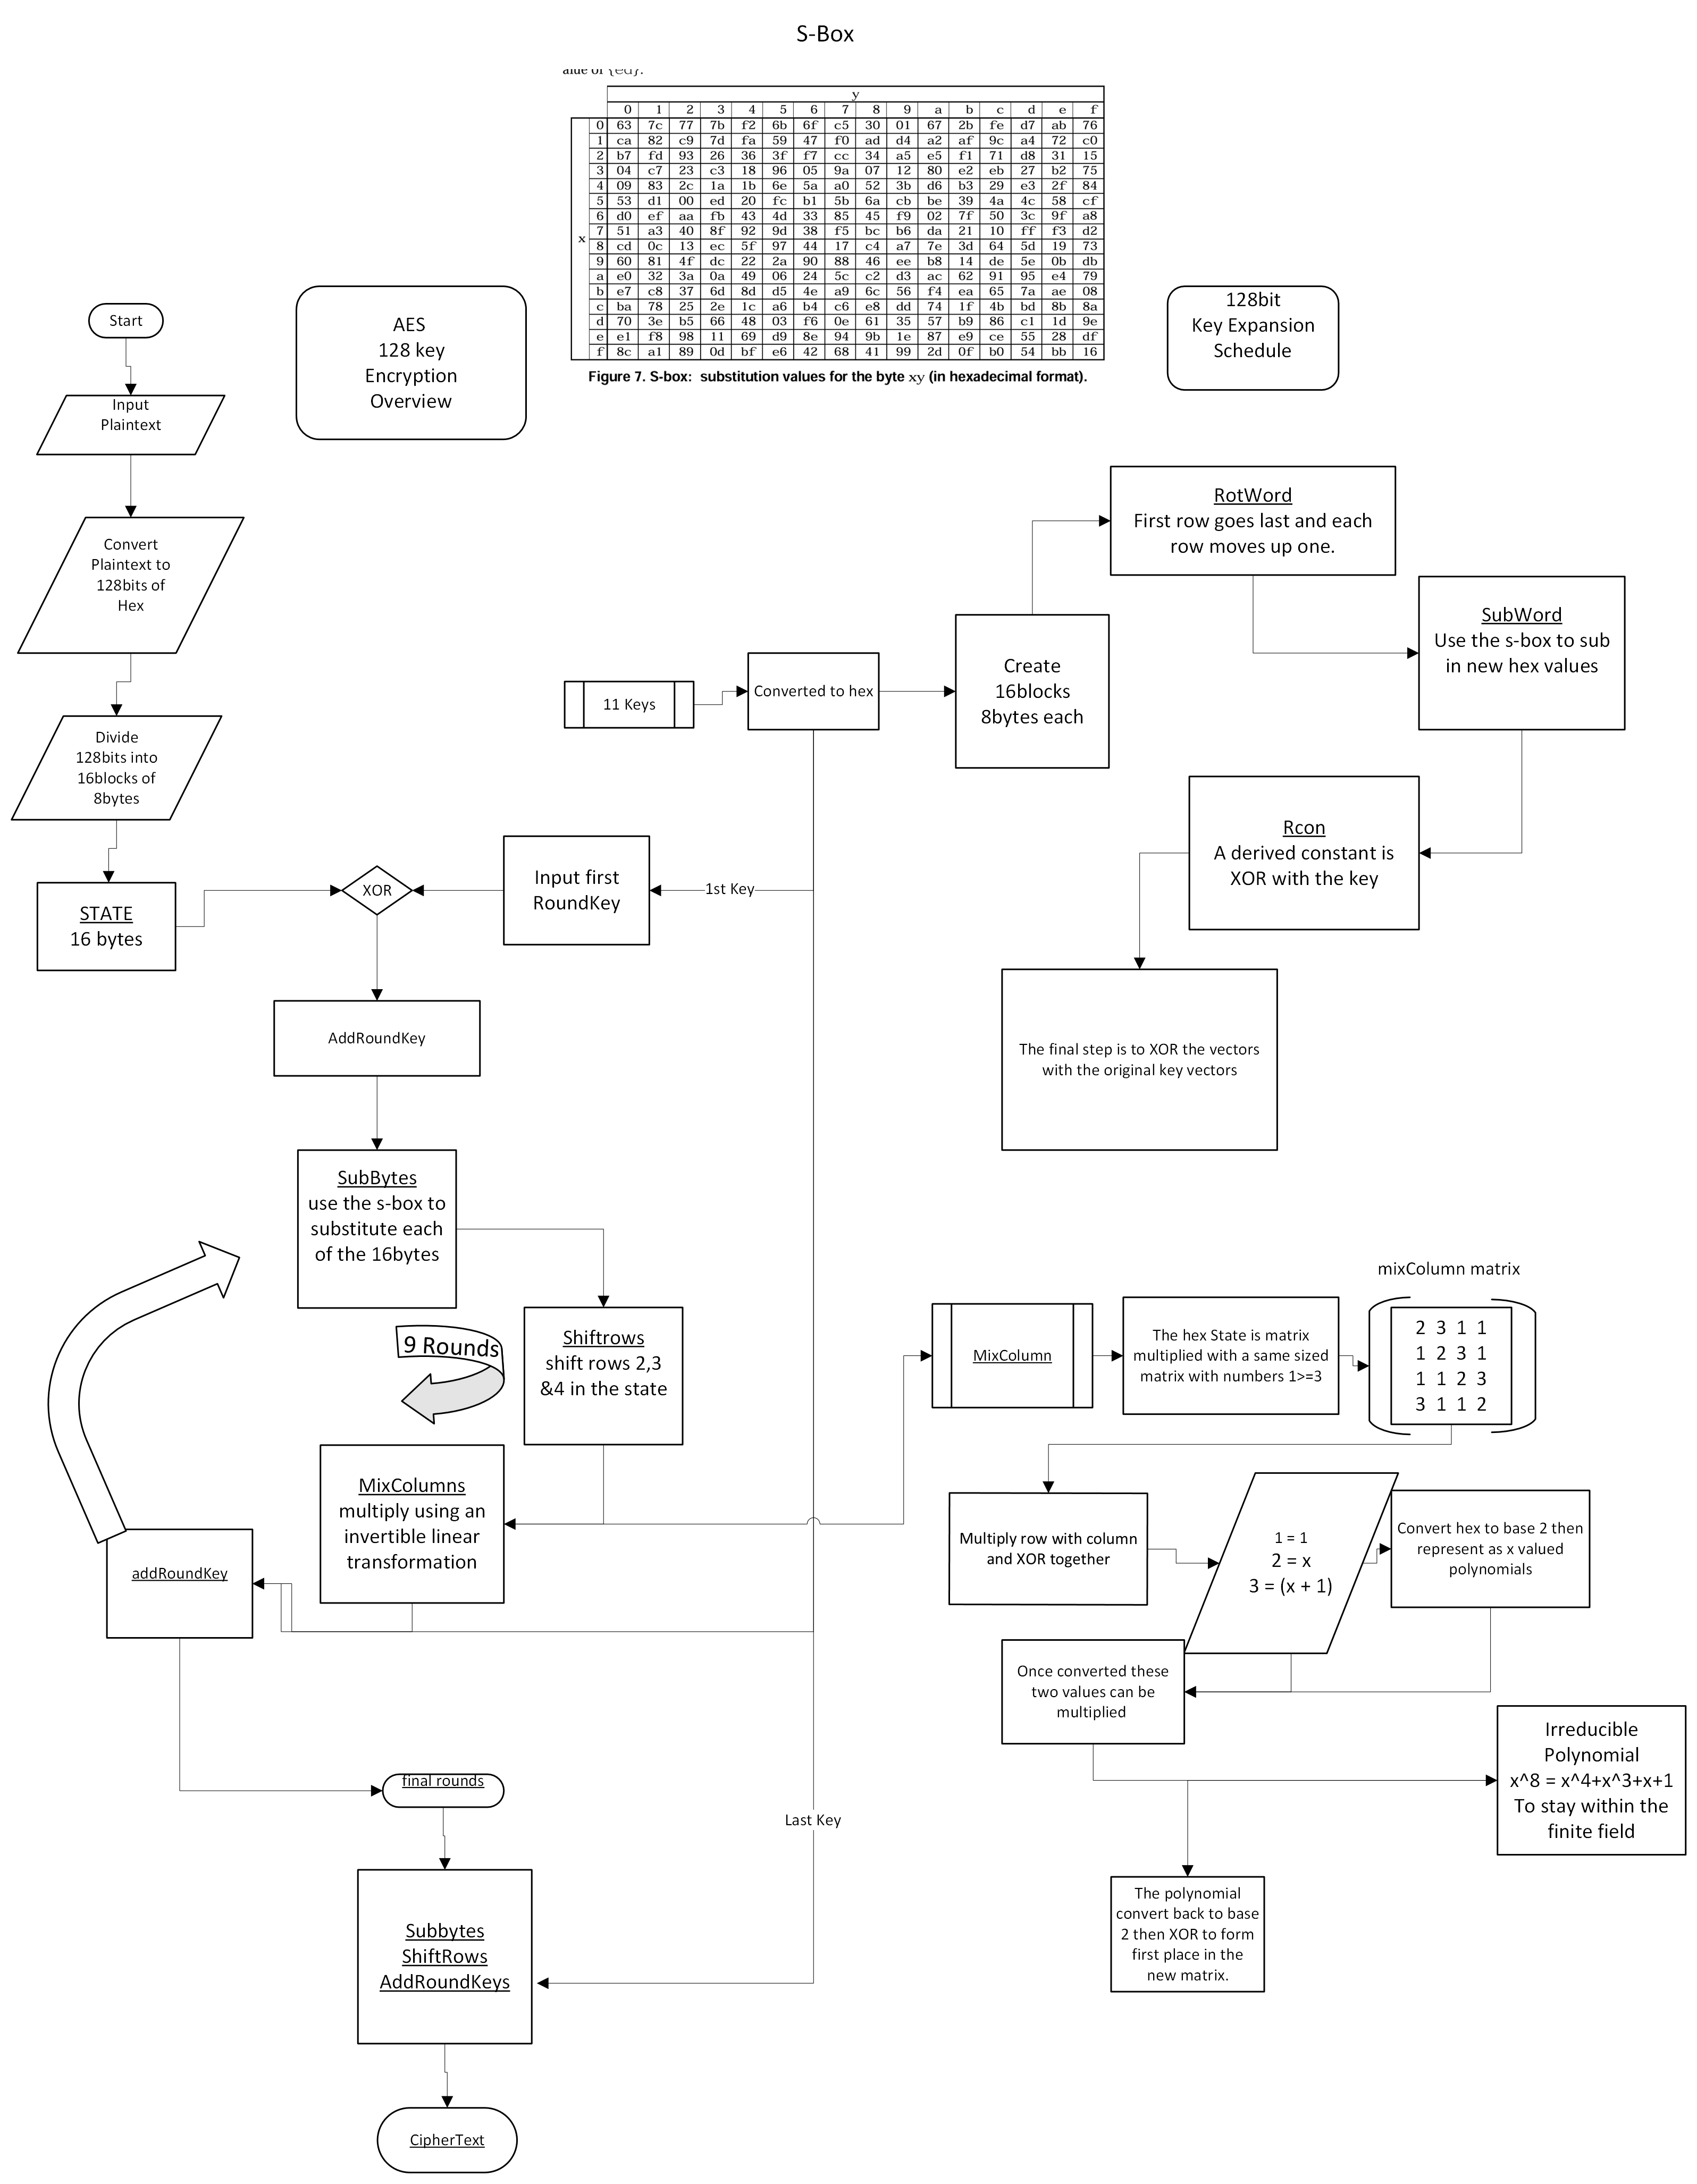 S-Box
alue of {ed}.
y
0 1 2 3 4 5 6 7 8 9 a b c d e f
x
0 63 7c 77 7b f2 6b 6f c5 30 01 67 2b fe d7 ab 76
1 ca 82 c9 7d fa 59 47 f0 ad d4 a2 af 9c a4 72 c0
2 b7 fd 93 26 36 3f f7 cc 34 a5 e5 f1 71 d8 31 15
3 04 c7 23 c3 18 96 05 9a 07 12 80 e2 eb 27 b2 75
4 09 83 2c 1a 1b 6e 5a a0 52 3b d6 b3 29 e3 2f 84
5 53 d1 00 ed 20 fc b1 5b 6a cb be 39 4a 4c 58 cf
6 d0 ef aa fb 43 4d 33 85 45 f9 02 7f 50 3c 9f a8
7 51 a3 40 8f 92 9d 38 f5 bc b6 da 21 10 ff f3 d2
8 cd 0c 13 ec 5f 97 44 17 c4 a7 7e 3d 64 5d 19 73
9 60 81 4f dc 22 2a 90 88 46 ee b8 14 de 5e 0b db
a e0 32 3a 0a 49 06 24 5c c2 d3 ac 62 91 95 e4 79
b e7 c8 37 6d 8d d5 4e a9 6c 56 f4 ea 65 7a ae 08
c ba 78 25 2e 1c a6 b4 c6 e8 dd 74 1f 4b bd 8b 8a
d 70 3e b5 66 48 03 f6 0e 61 35 57 b9 86 c1 1d 9e
e e1 f8 98 11 69 d9 8e 94 9b 1e 87 e9 ce 55 28 df
f 8c a1 89 0d bf e6 42 68 41 99 2d 0f b0 54 bb 16
Figure 7. S-box: substitution values for the byte xy (in hexadecimal format).
AES
128 key
Encryption
Overview
128bit
Key Expansion
Schedule
Start
Input
Plaintext
Convert
Plaintext to
128bits of
Hex
Divide
128bits into
16blocks of
8bytes
STATE
16 bytes
XOR
Input first
RoundKey
1st Key
11 Keys
Converted to hex
Create
16blocks
8bytes each
RotWord
First row goes last and each
row moves up one.
SubWord
Use the s-box to sub
in new hex values
Rcon
A derived constant is
XOR with the key
The final step is to XOR the vectors
with the original key vectors
AddRoundKey
SubBytes
use the s-box to
substitute each
of the 16bytes
9 Rounds
Shiftrows
shift rows 2,3
&4 in the state
MixColumns
multiply using an
invertible linear
transformation
addRoundKey
final rounds
Subbytes
ShiftRows
AddRoundKeys
Last Key
CipherText
MixColumn
The hex State is matrix
multiplied with a same sized
matrix with numbers 1>=3
mixColumn matrix
2 3 1 1
1 2 3 1
1 1 2 3
3 1 1 2
Multiply row with column
and XOR together
1 = 1
2 = x
3 = (x + 1)
Convert hex to base 2 then
represent as x valued
polynomials
Once converted these
two values can be
multiplied
Irreducible
Polynomial
x^8 = x^4+x^3+x+1
To stay within the
finite field
The polynomial
convert back to base
2 then XOR to form
first place in the
new matrix.